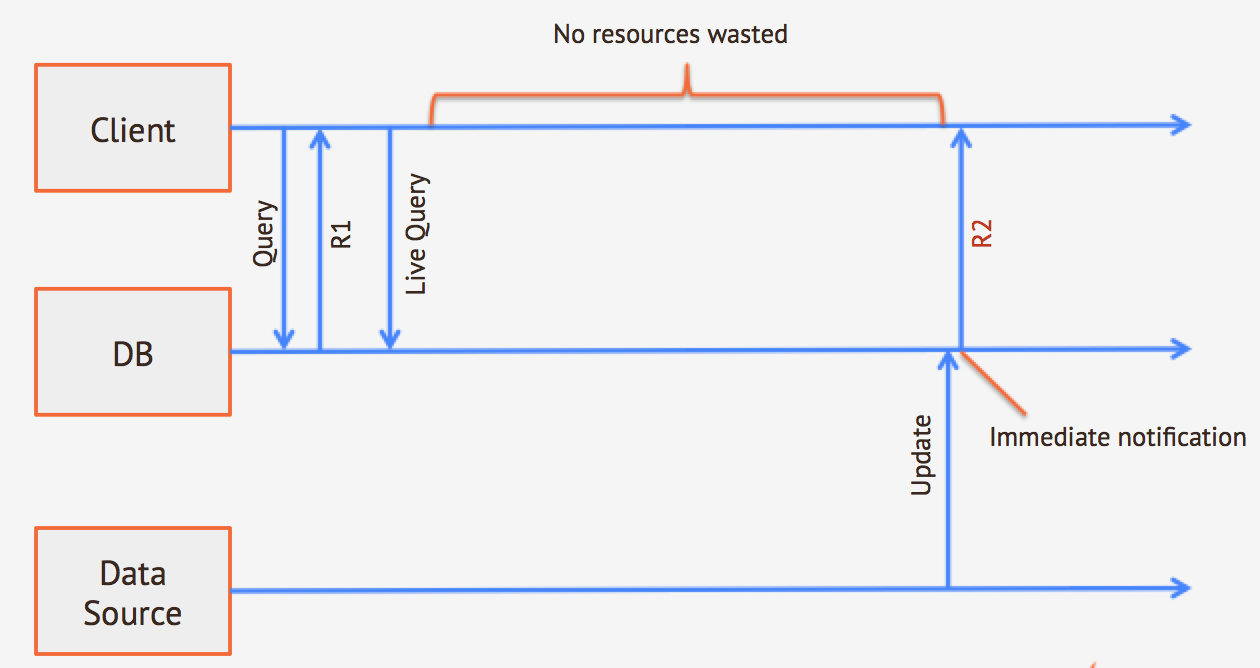 No resources wasted
Client
Query
R1
Live Query
R2
DB
Update
Immediate notification
Data
Source